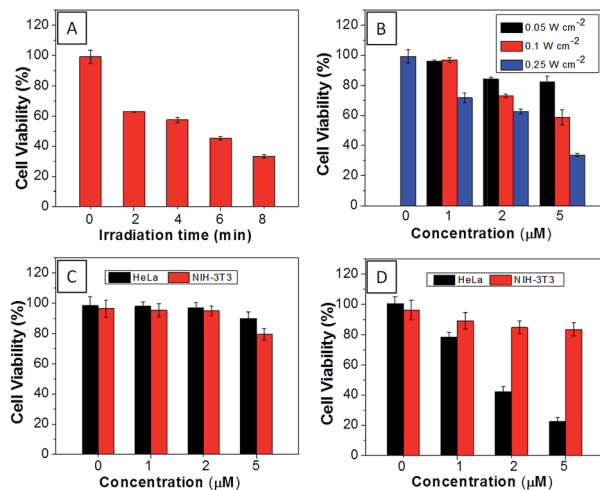 A
Cell Viability (%)
120
100
80
60
40
20
0
0 2 4 6 8
Irradiation time (min)
B
0.05 W cm⁻²
0.1 W cm⁻²
0.25 W cm⁻²
Cell Viability (%)
120
100
80
60
40
20
0
0 1 2 5
Concentration (μM)
C
HeLa NIH-3T3
Cell Viability (%)
120
100
80
60
40
20
0
0 1 2 5
Concentration (μM)
D
HeLa NIH-3T3
Cell Viability (%)
120
100
80
60
40
20
0
0 1 2 5
Concentration (μM)